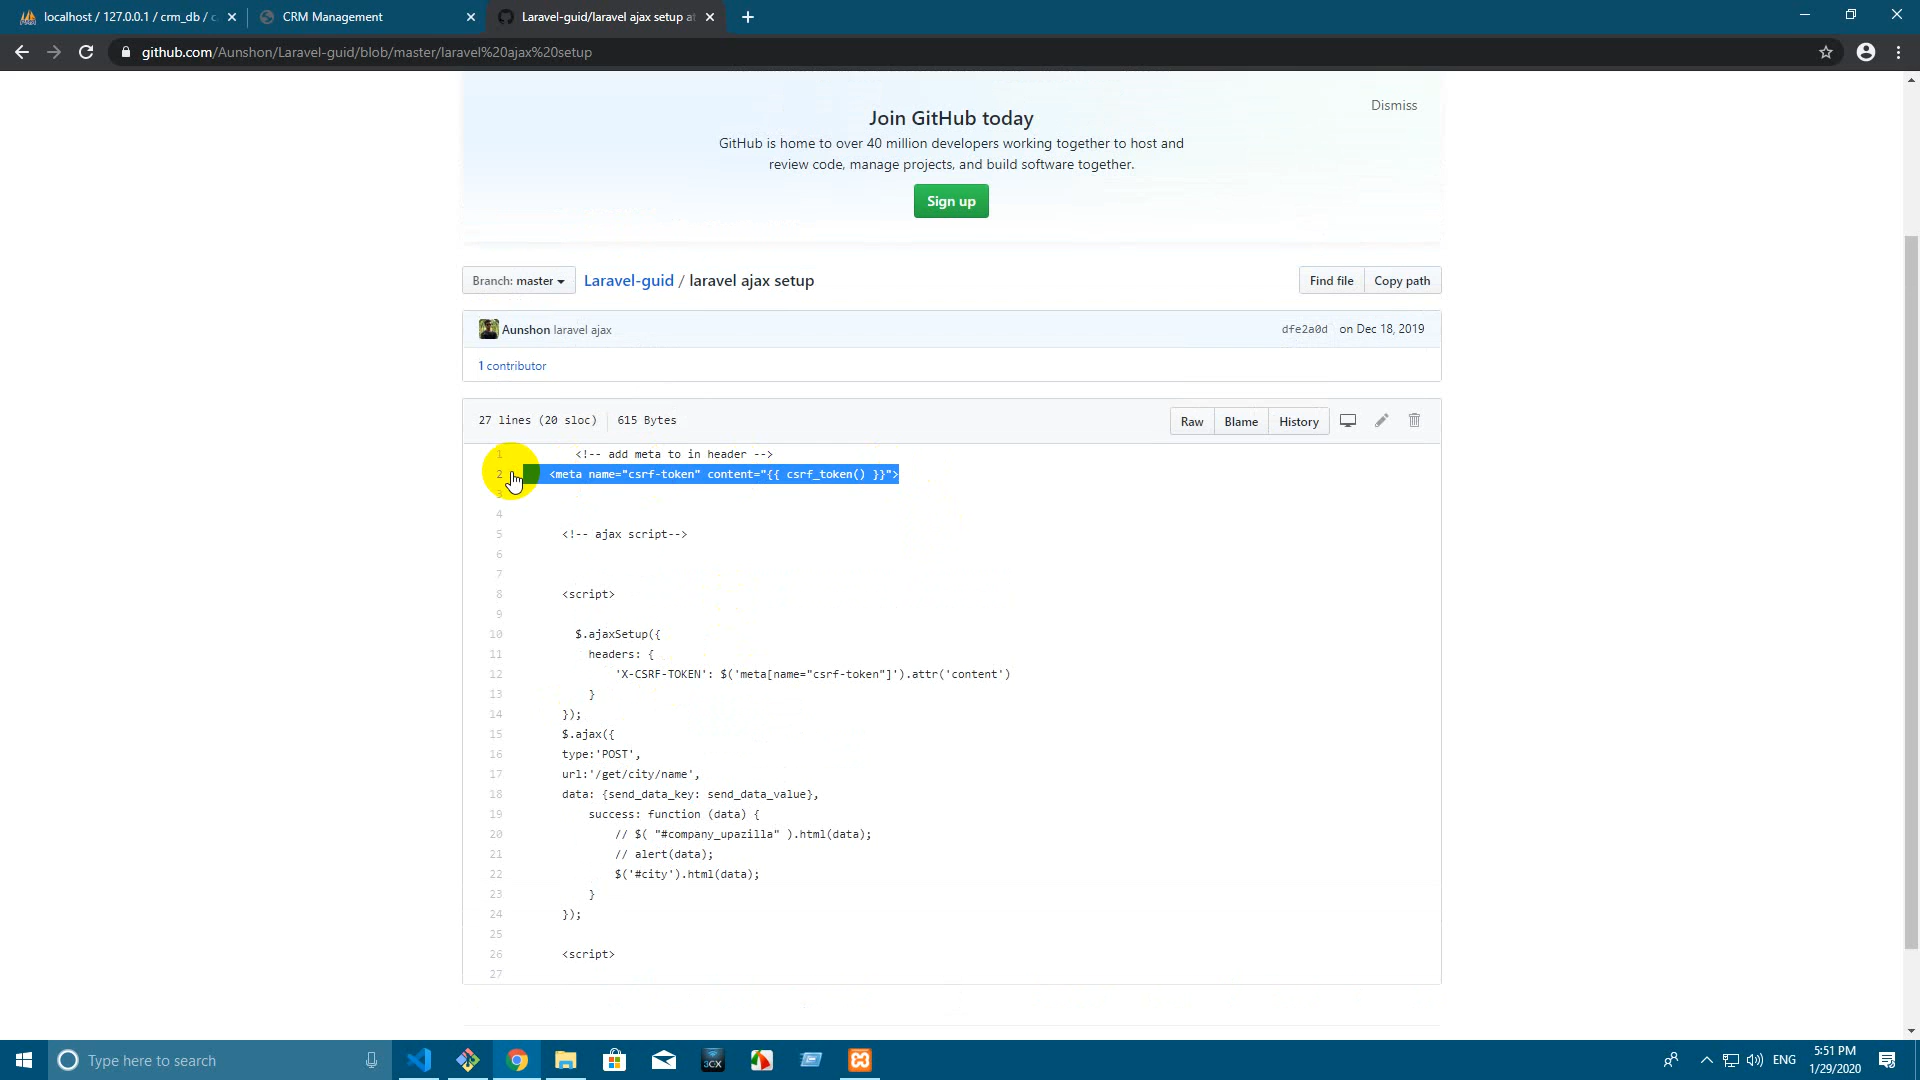 localhost / 127.0.0.1 / crm_db / c
CRM Management
Laravel-guid/laravel ajax setup at
github.com/Aunshon/Laravel-guid/blob/master/laravel%20ajax%20setup
Dismiss
Join GitHub today
GitHub is home to over 40 million developers working together to host and
review code, manage projects, and build software together.
Sign up
Branch: master
Laravel-guid / laravel ajax setup
Find file
Copy path
Aunshon laravel ajax
dfe2a0d on Dec 18, 2019
1 contributor
27 lines (20 sloc)
615 Bytes
Raw
Blame
History
1 <!-- add meta to in header -->
2 <meta name="csrf-token" content="{{ csrf_token() }}">
3
4
5 <!-- ajax script-->
6
7
8 <script>
9
10 $.ajaxSetup({
11 headers: {
12 'X-CSRF-TOKEN': $('meta[name="csrf-token"]').attr('content')
13 }
14 });
15 $.ajax({
16 type:'POST',
17 url:'/get/city/name',
18 data: {send_data_key: send_data_value},
19 success: function (data) {
20 // $( "#company_upazilla" ).html(data);
21 // alert(data);
22 $('#city').html(data);
23 }
24 });
25
26 <script>
27
Type here to search
3CX
ENG
5:51 PM
1/29/2020